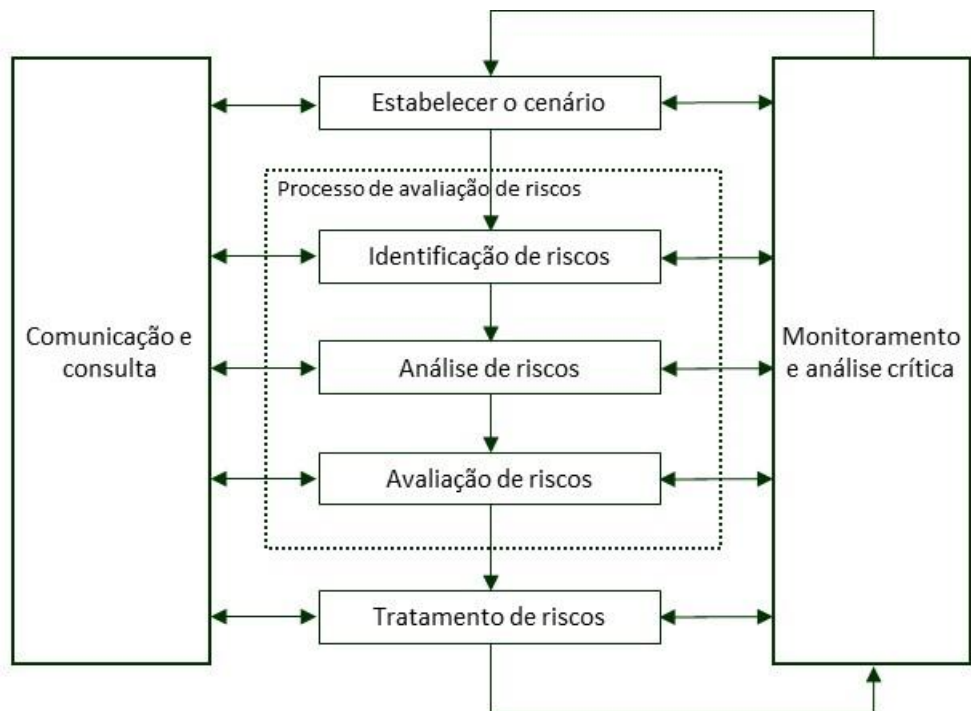 Estabelecer o cenário
Processo de avaliação de riscos
Identificação de riscos
Comunicação e
consulta
Análise de riscos
Monitoramento
e análise crítica
Avaliação de riscos
Tratamento de riscos